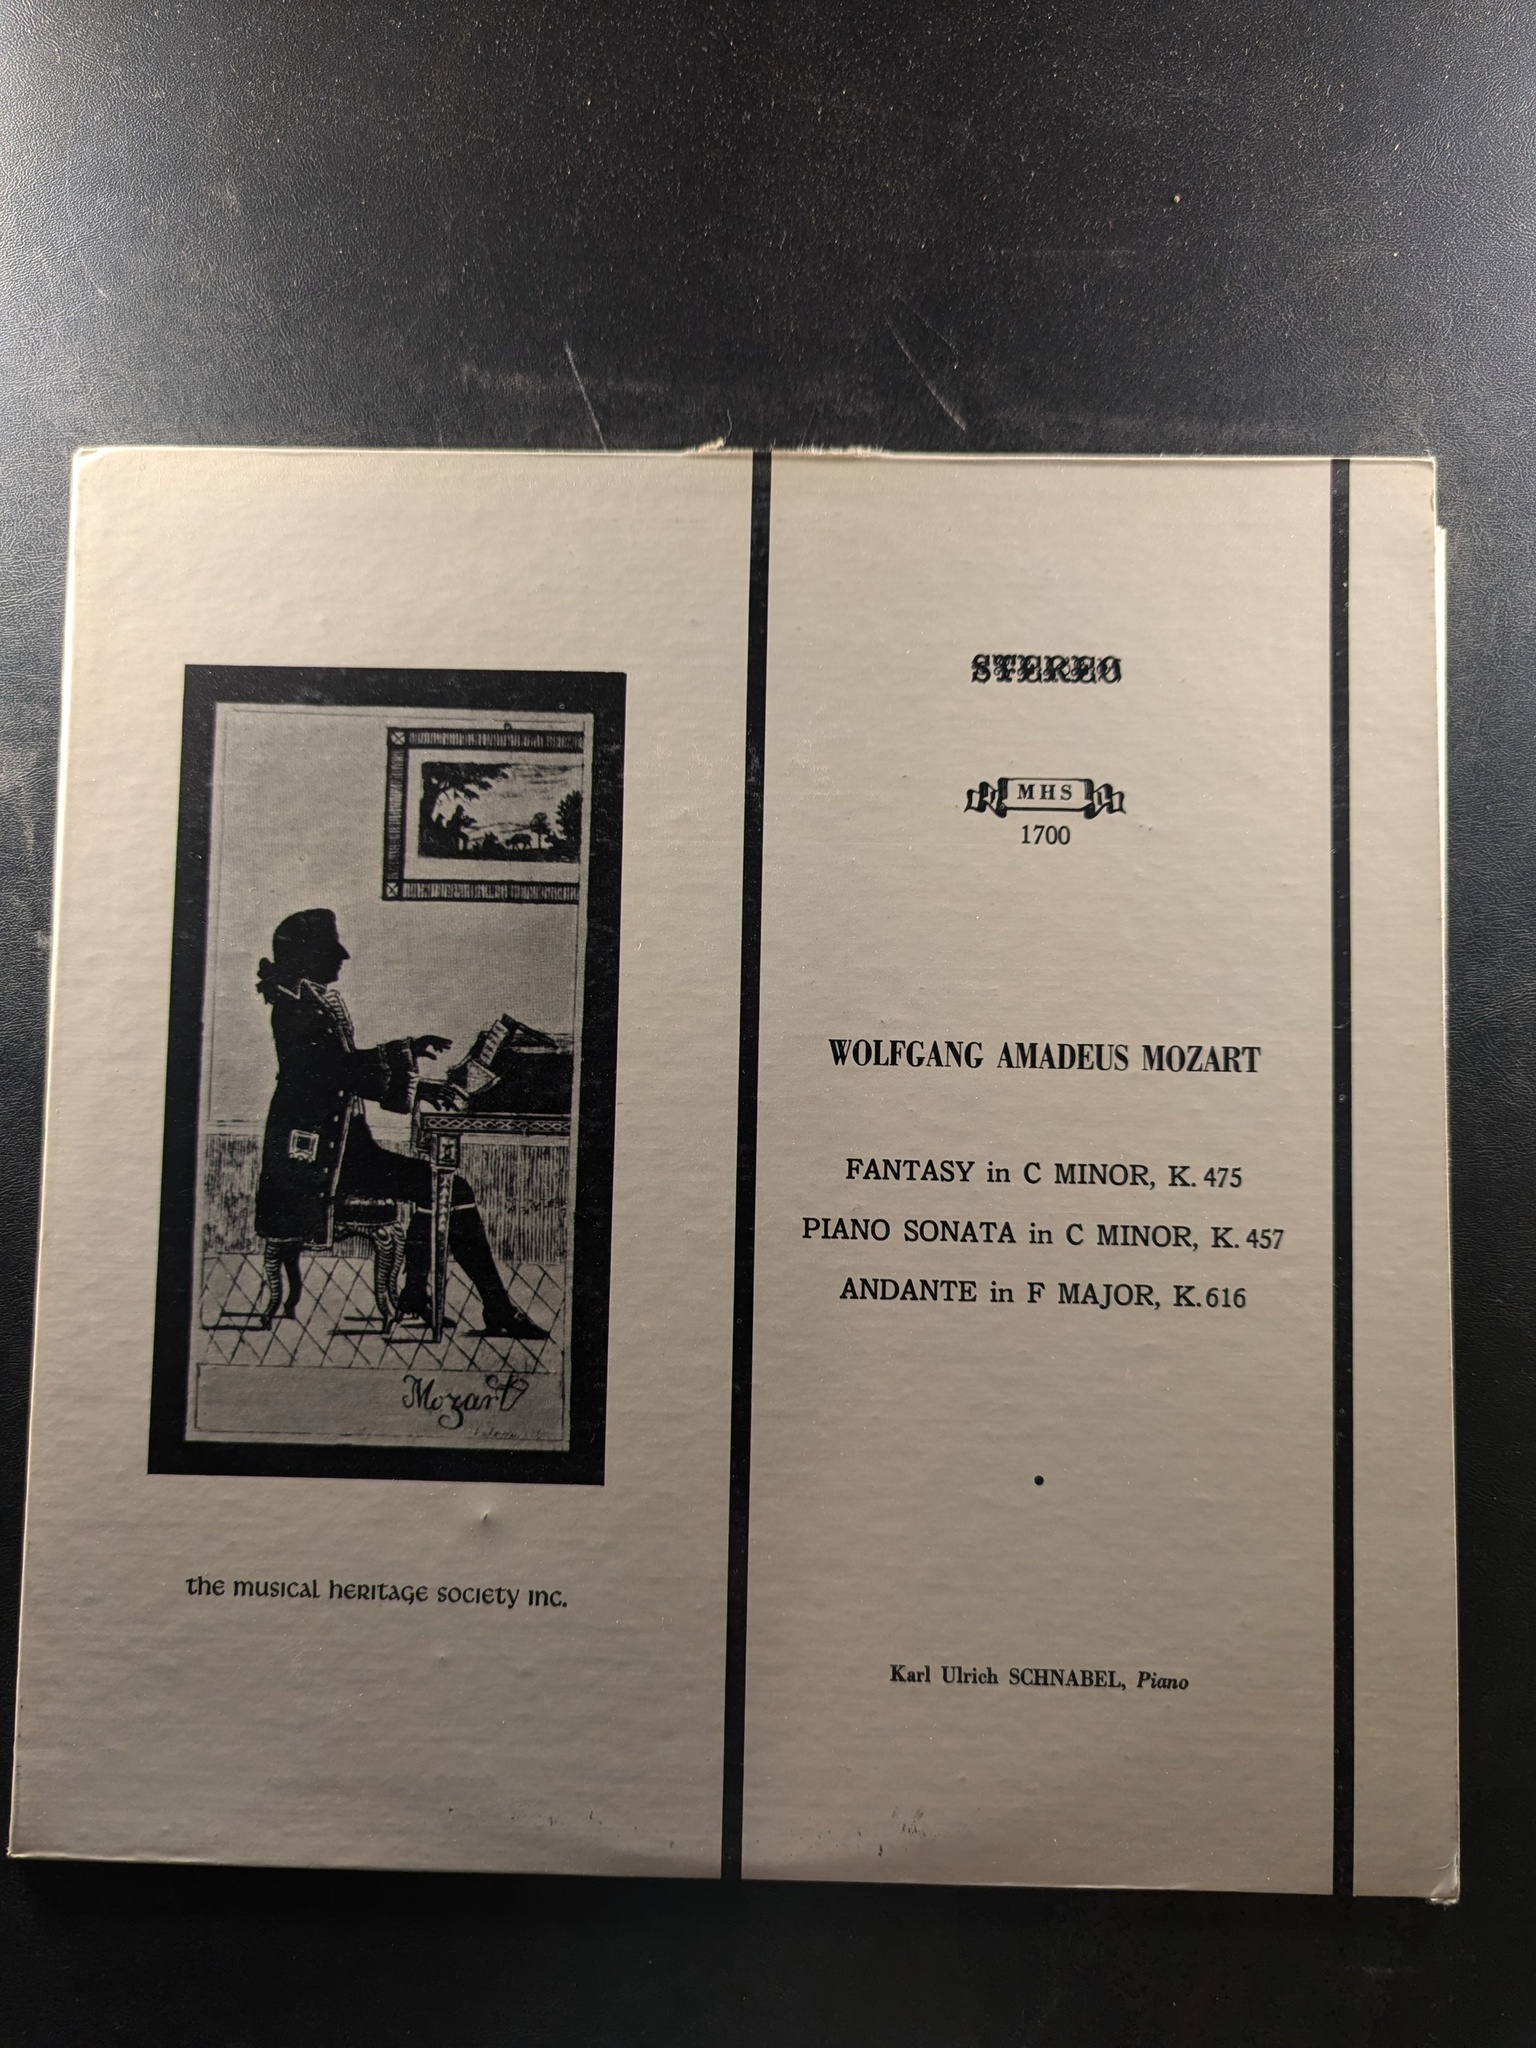 STEREO
MHS
1700
WOLFGANG AMADEUS MOZART
FANTASY in C MINOR, K. 475
PIANO SONATA in C MINOR, K. 457
ANDANTE in F MAJOR, K. 616
Karl Ulrich SCHNABEL, Piano
Mozart
the musical heritage society inc.